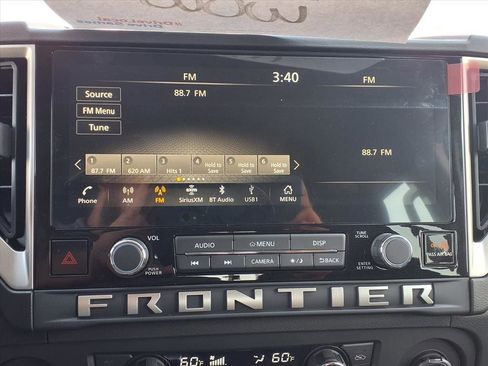 FM 3:40 FM
Source 88.7 FM
FM Menu
Tune
88.7 FM
1 2 3 4 Hold to Save 5 Hold to Save 6 Hold to Save
87.7 FM 620 AM Hits 1
Phone AM FM SiriusXM BT Audio USB1 MENU
VOL AUDIO MENU DISP TUNE SCROLL
PUSH POWER CAMERA BACK ENTER SETTING
PASS AIR BAG
FRONTIER
60°F 60°F